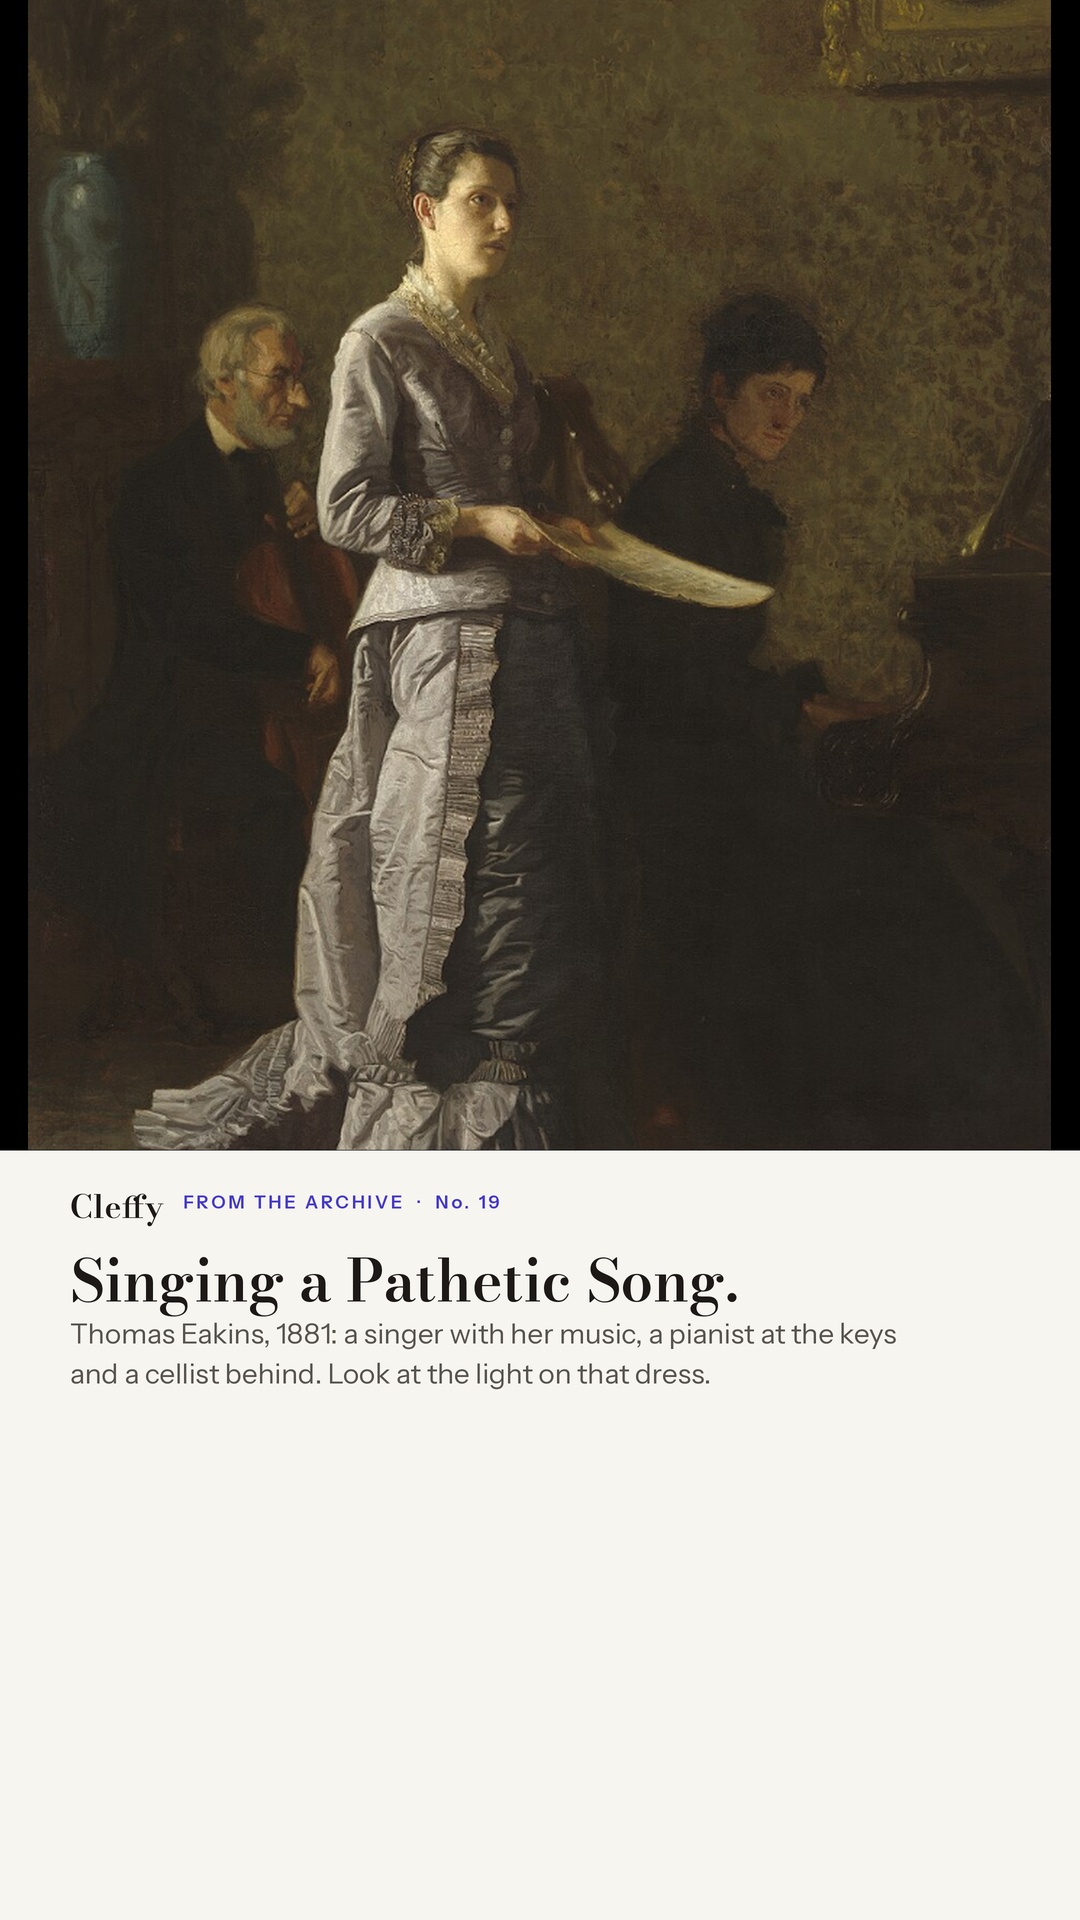 Cleffy FROM THE ARCHIVE · No. 19
Singing a Pathetic Song.
Thomas Eakins, 1881: a singer with her music, a pianist at the keys
and a cellist behind. Look at the light on that dress.